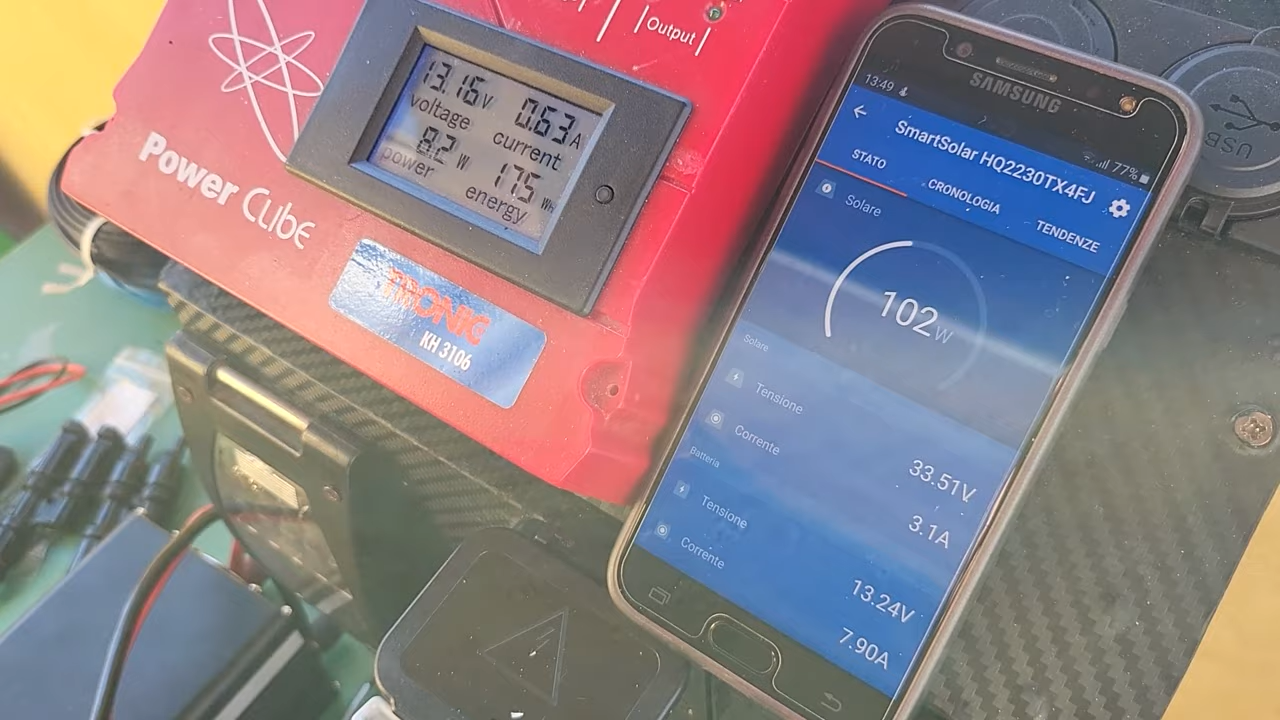 Output
13.16V
voltage
0.63A
current
8.2 W
power
17.5 Wh
energy
Power Cube
TRONIC
KH 3106
SAMSUNG
13:49
77%
SmartSolar HQ2230TX4FJ
STATO
CRONOLOGIA
TENDENZE
Solare
102W
Solare
Tensione
33.51V
Corrente
3.1A
Batteria
Tensione
13.24V
Corrente
7.90A
USB